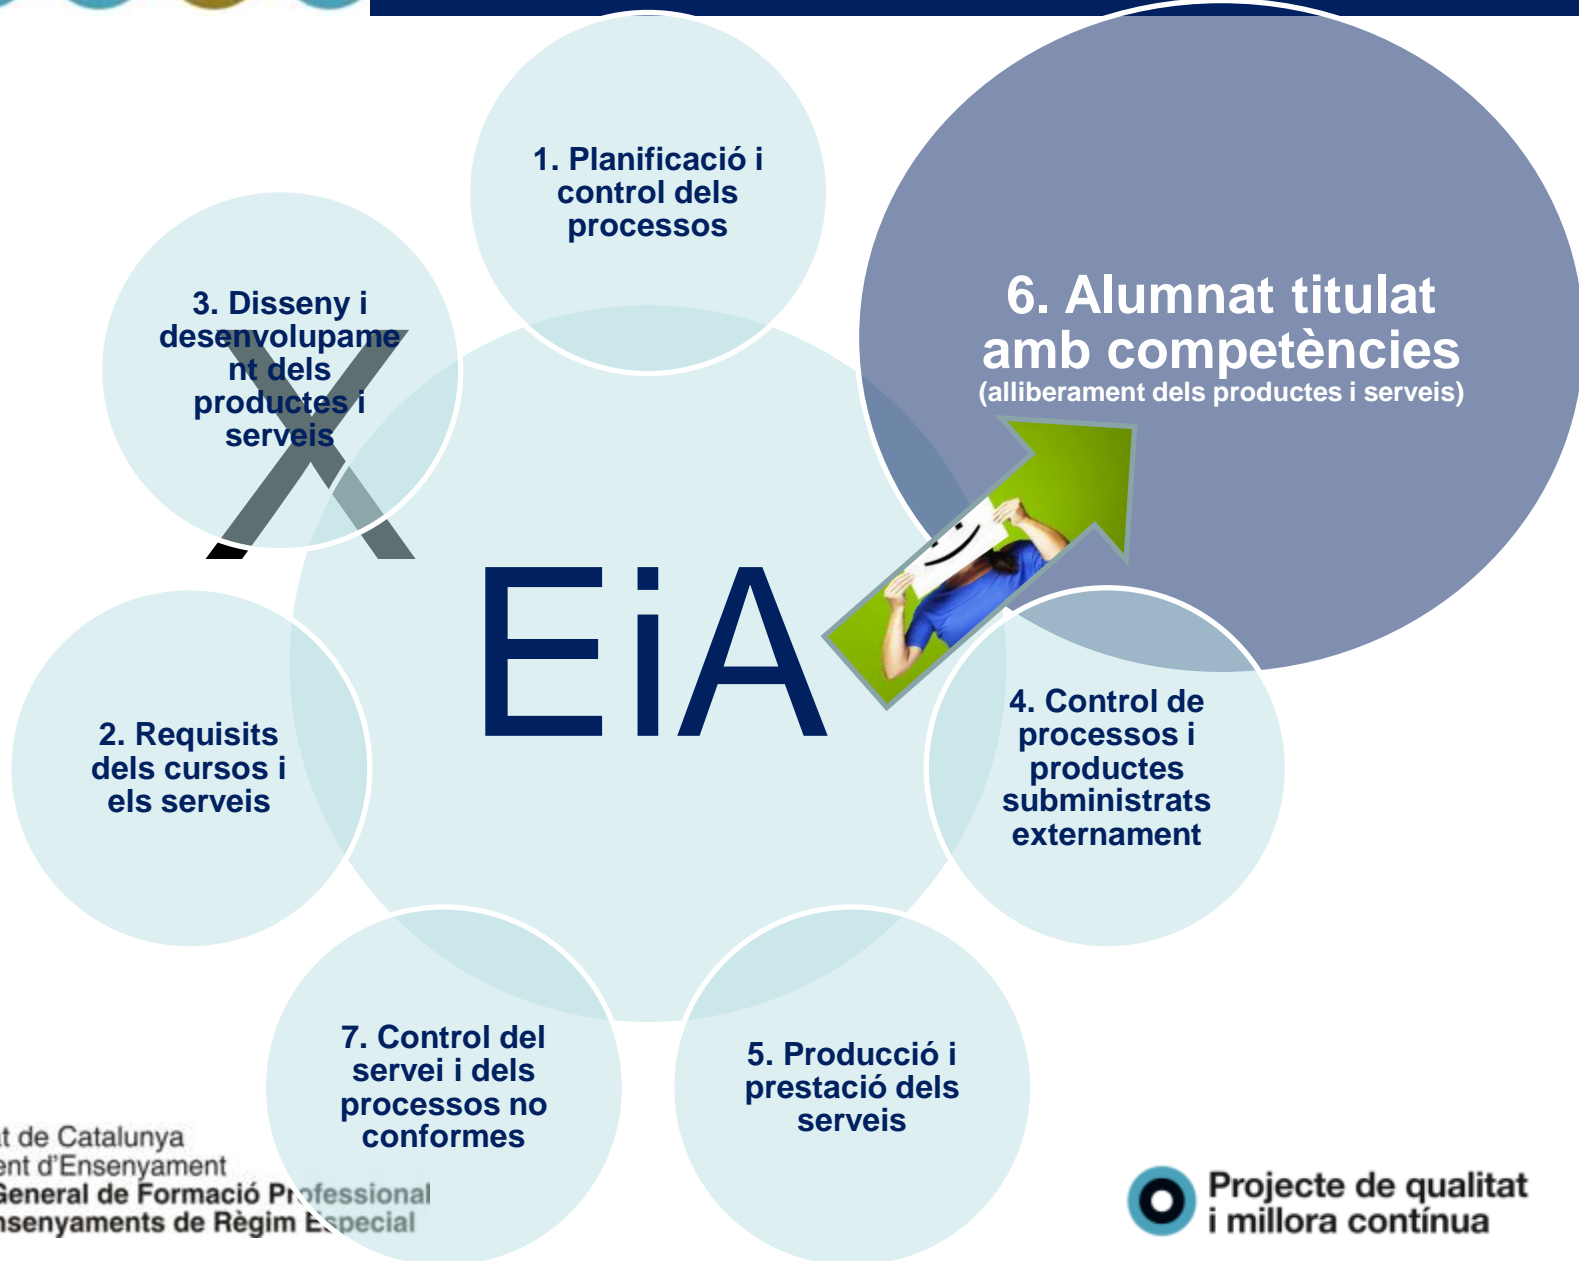 1. Planificació i
control dels
processos
6. Alumnat titulat
amb competències
(alliberament dels productes i serveis)
3. Disseny i
desenvolupame
nt dels
productes i
serveis
X
EiA
4. Control de
processos i
productes
subministrats
externament
2. Requisits
dels cursos i
els serveis
7. Control del
servei i dels
processos no
conformes
5. Producció i
prestació dels
serveis
de Catalunya
d'Ensenyament
General de Formació Professional
de Règim Especial
Projecte de qualitat
i millora contínua